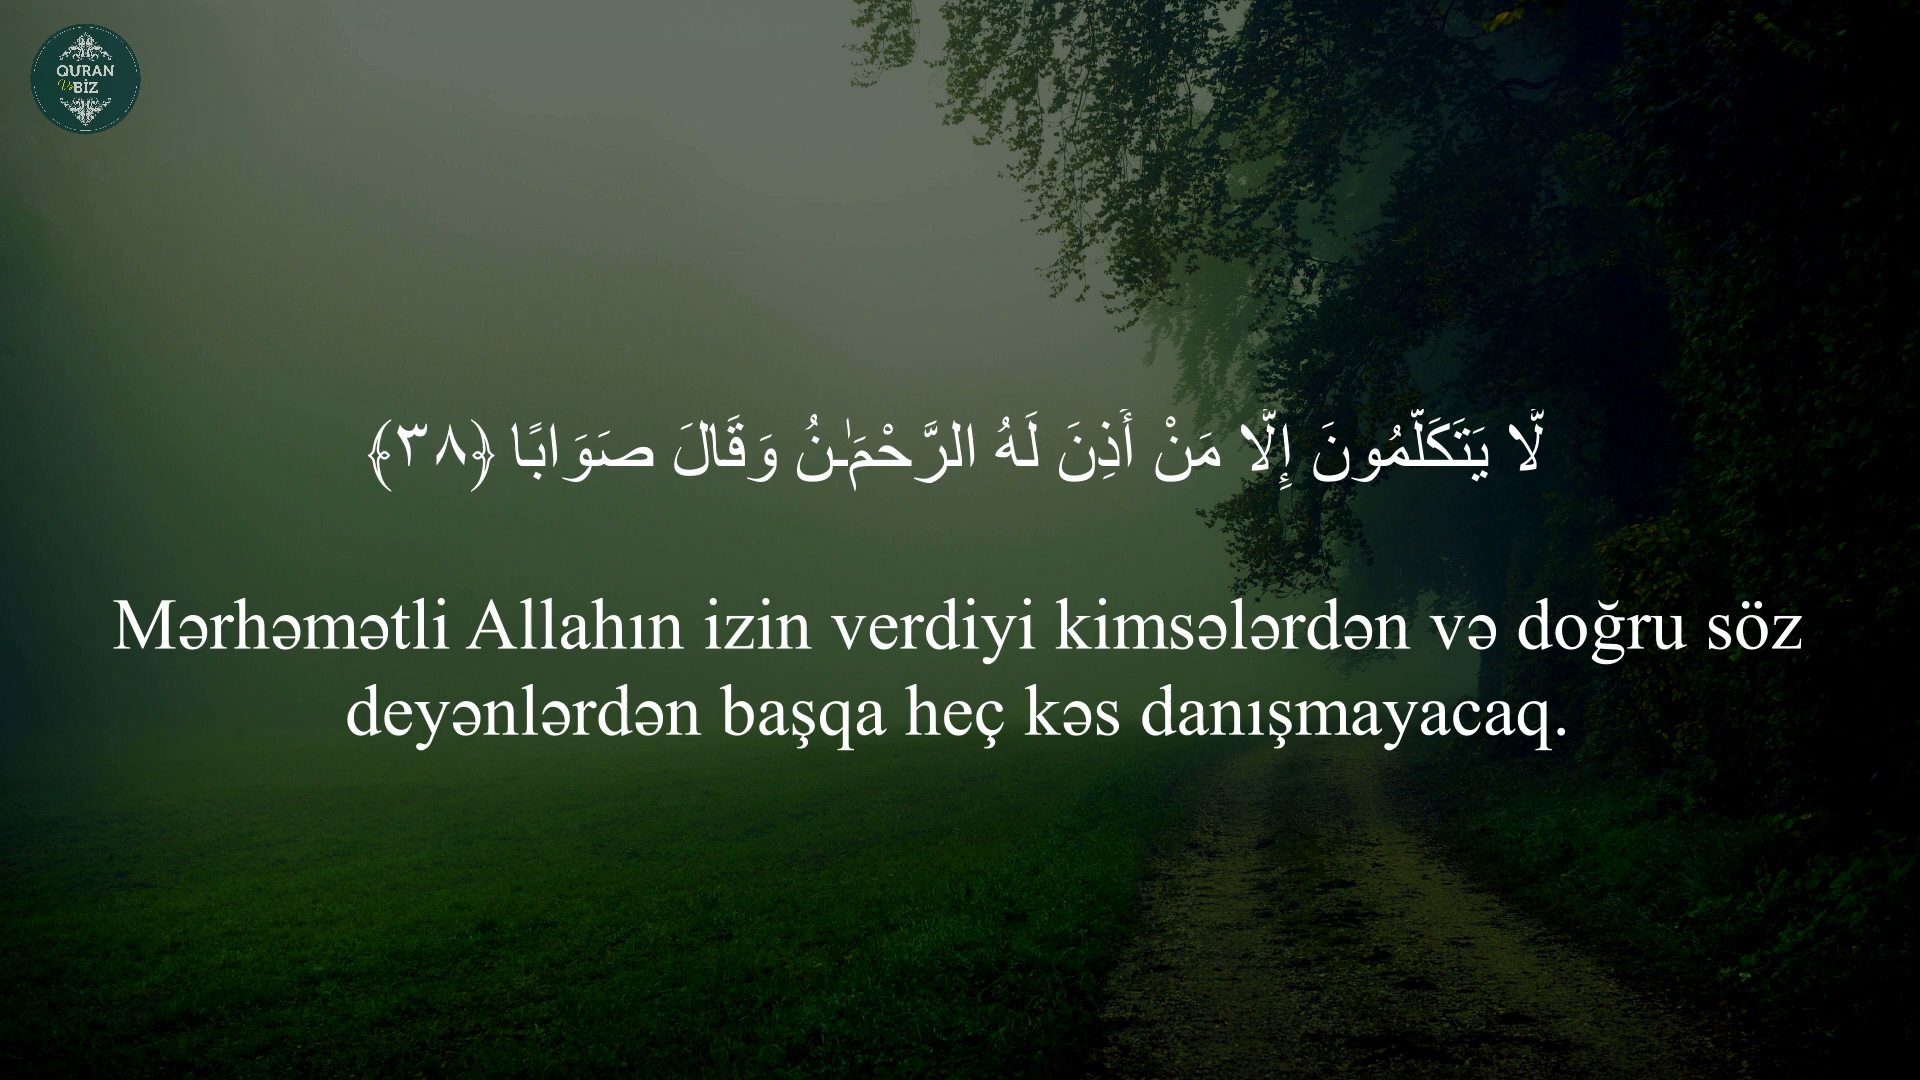 QURAN
Və BİZ
لَّا يَتَكَلَّمُونَ إِلَّا مَنْ أَذِنَ لَهُ الرَّحْمَـٰنُ وَقَالَ صَوَابًا ﴿٣٨﴾
Mərhəmətli Allahın izin verdiyi kimsələrdən və doğru söz
deyənlərdən başqa heç kəs danışmayacaq.